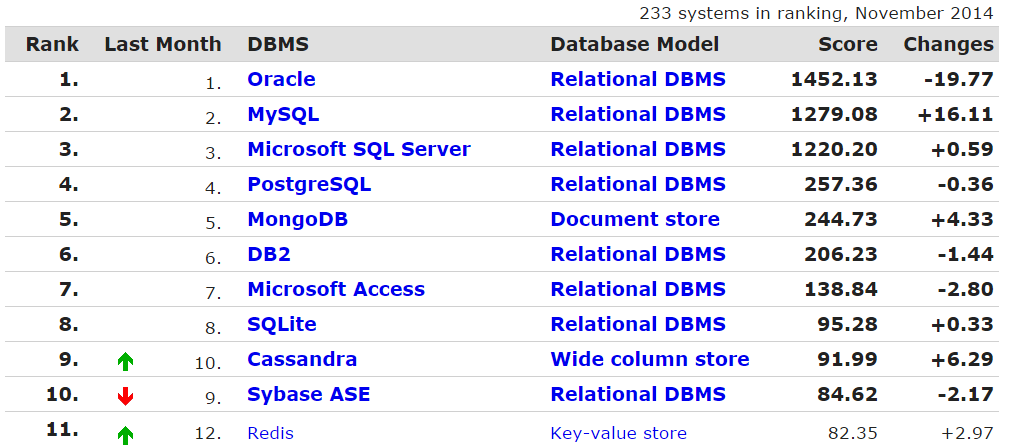 233 systems in ranking, November 2014
Rank Last Month DBMS Database Model Score Changes
1. 1. Oracle Relational DBMS 1452.13 -19.77
2. 2. MySQL Relational DBMS 1279.08 +16.11
3. 3. Microsoft SQL Server Relational DBMS 1220.20 +0.59
4. 4. PostgreSQL Relational DBMS 257.36 -0.36
5. 5. MongoDB Document store 244.73 +4.33
6. 6. DB2 Relational DBMS 206.23 -1.44
7. 7. Microsoft Access Relational DBMS 138.84 -2.80
8. 8. SQLite Relational DBMS 95.28 +0.33
9. 10. Cassandra Wide column store 91.99 +6.29
10. 9. Sybase ASE Relational DBMS 84.62 -2.17
11. 12. Redis Key-value store 82.35 +2.97